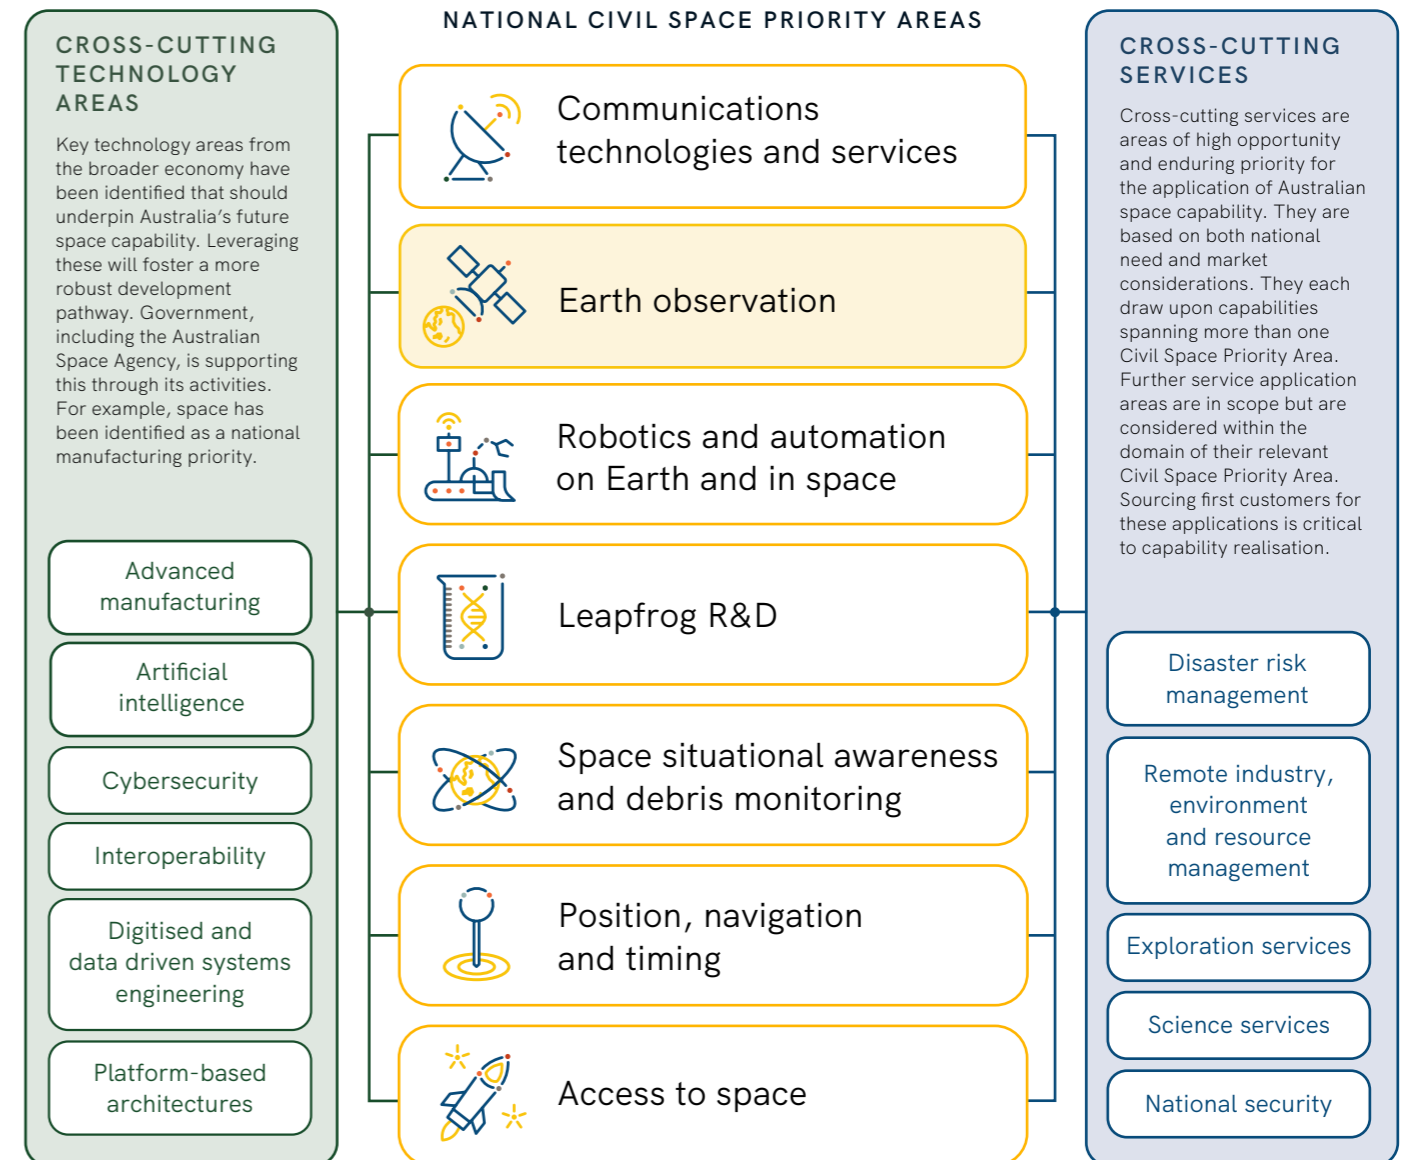 CROSS-CUTTING
TECHNOLOGY
AREAS
Key technology areas from
the broader economy have
been identified that should
underpin Australia's future
space capability. Leveraging
these will foster a more
robust development
pathway. Government,
including the Australian
Space Agency, is supporting
this through its activities.
For example, space has
been identified as a national
manufacturing priority.
Advanced
manufacturing
Artificial
intelligence
Cybersecurity
Interoperability
Digitised and
data driven systems
engineering
Platform-based
architectures
NATIONAL CIVIL SPACE PRIORITY AREAS
Communications
technologies and services
Earth observation
Robotics and automation
on Earth and in space
Leapfrog R&D
Space situational awareness
and debris monitoring
Position, navigation
and timing
Access to space
CROSS-CUTTING
SERVICES
Cross-cutting services are
areas of high opportunity
and enduring priority for
the application of Australian
space capability. They are
based on both national
need and market
considerations. They each
draw upon capabilities
spanning more than one
Civil Space Priority Area.
Further service application
areas are in scope but are
considered within the
domain of their relevant
Civil Space Priority Area.
Sourcing first customers for
these applications is critical
to capability realisation.
Disaster risk
management
Remote industry,
environment
and resource
management
Exploration services
Science services
National security